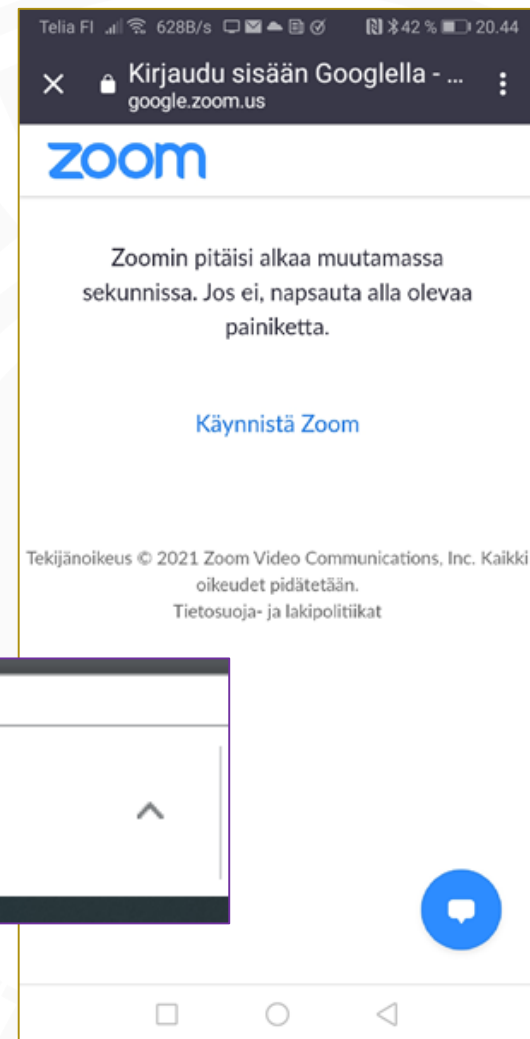 Telia FI 628B/s 42 % 20.44
Kirjaudu sisään Googlella - ...
google.zoom.us
zoom
Zoomin pitäisi alkaa muutamassa
sekunnissa. Jos ei, napsauta alla olevaa
painiketta.
Käynnistä Zoom
Tekijänoikeus © 2021 Zoom Video Communications, Inc. Kaikki
oikeudet pidätetään.
Tietosuoja- ja lakipolitiikat